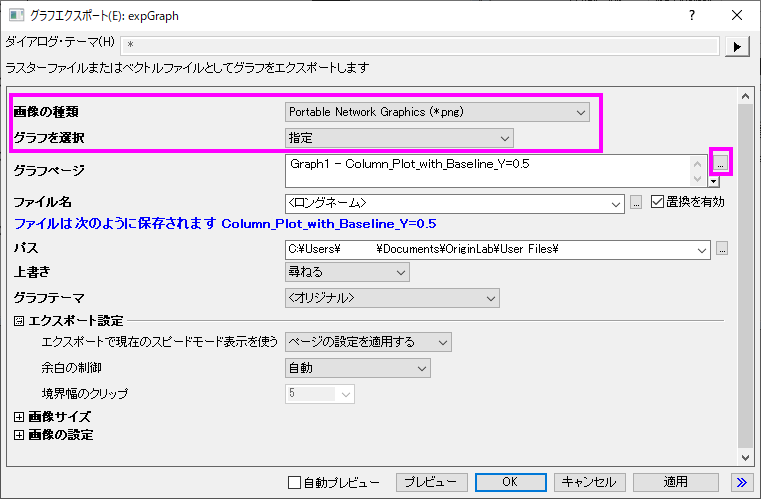 グラフエクスポート(E): expGraph
ダイアログ・テーマ(H) *
ラスターファイルまたはベクトルファイルとしてグラフをエクスポートします
画像の種類 Portable Network Graphics (*.png)
グラフを選択 指定
グラフページ Graph1 - Column_Plot_with_Baseline_Y=0.5 ...
ファイル名 <ロングネーム> ... 置換を有効
ファイルは 次のように保存されます Column_Plot_with_Baseline_Y=0.5
パス C:¥Users¥ ¥Documents¥OriginLab¥User Files¥ ...
上書き 尋ねる
グラフテーマ <オリジナル>
エクスポート設定
エクスポートで現在のスピードモード表示を使う ページの設定を適用する
余白の制御 自動
境界幅のクリップ 5
画像サイズ
画像の設定
自動プレビュー プレビュー OK キャンセル 適用